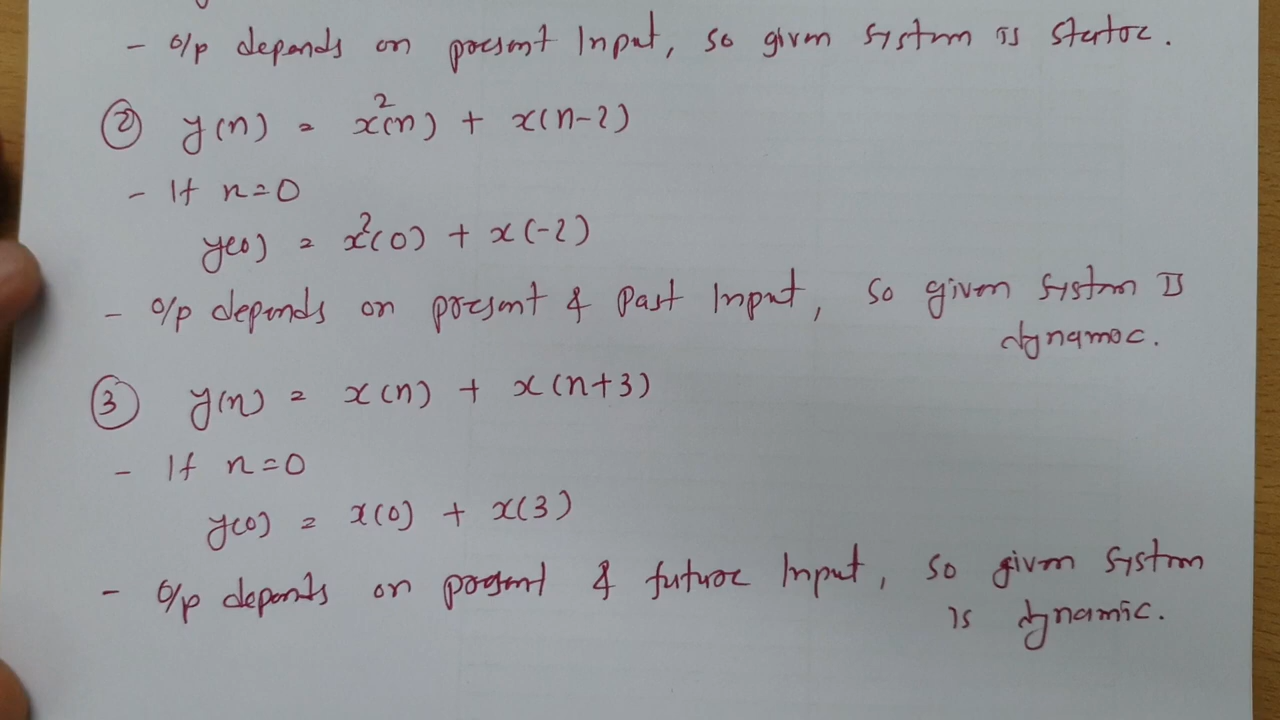 - o/p depends on present Input, so given system is static.
② y(n) = x²(n) + x(n-2)
- If n=0
y(0) = x²(0) + x(-2)
- o/p depends on present & past Input, so given system is
dynamic.
③ y(n) = x(n) + x(n+3)
- If n=0
y(0) = x(0) + x(3)
- o/p depends on present & future Input, so given system
is dynamic.